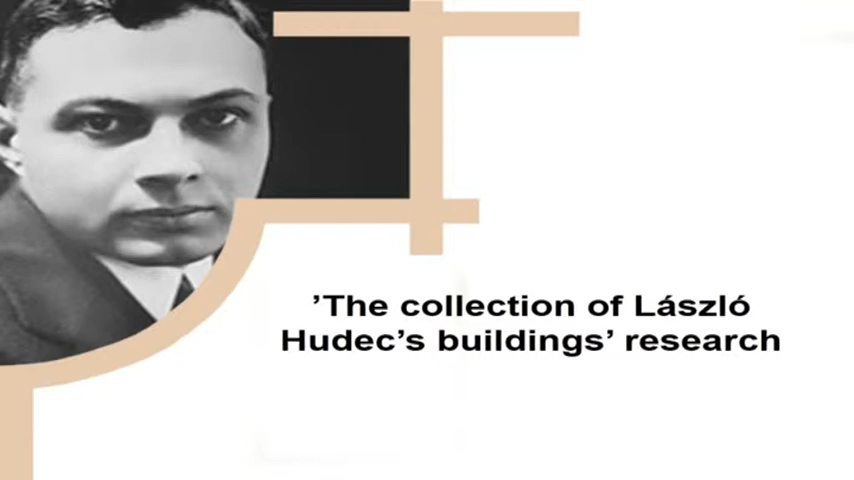 ’The collection of László
Hudec’s buildings’ research